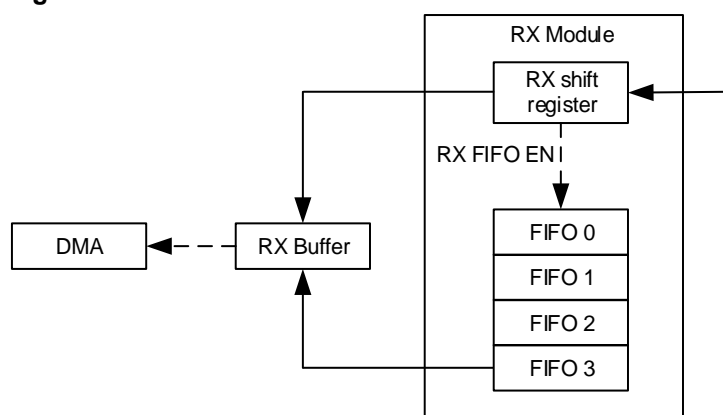 RX Module
RX shift
register
RX FIFO EN
FIFO 0
DMA
RX Buffer
FIFO 1
FIFO 2
FIFO 3